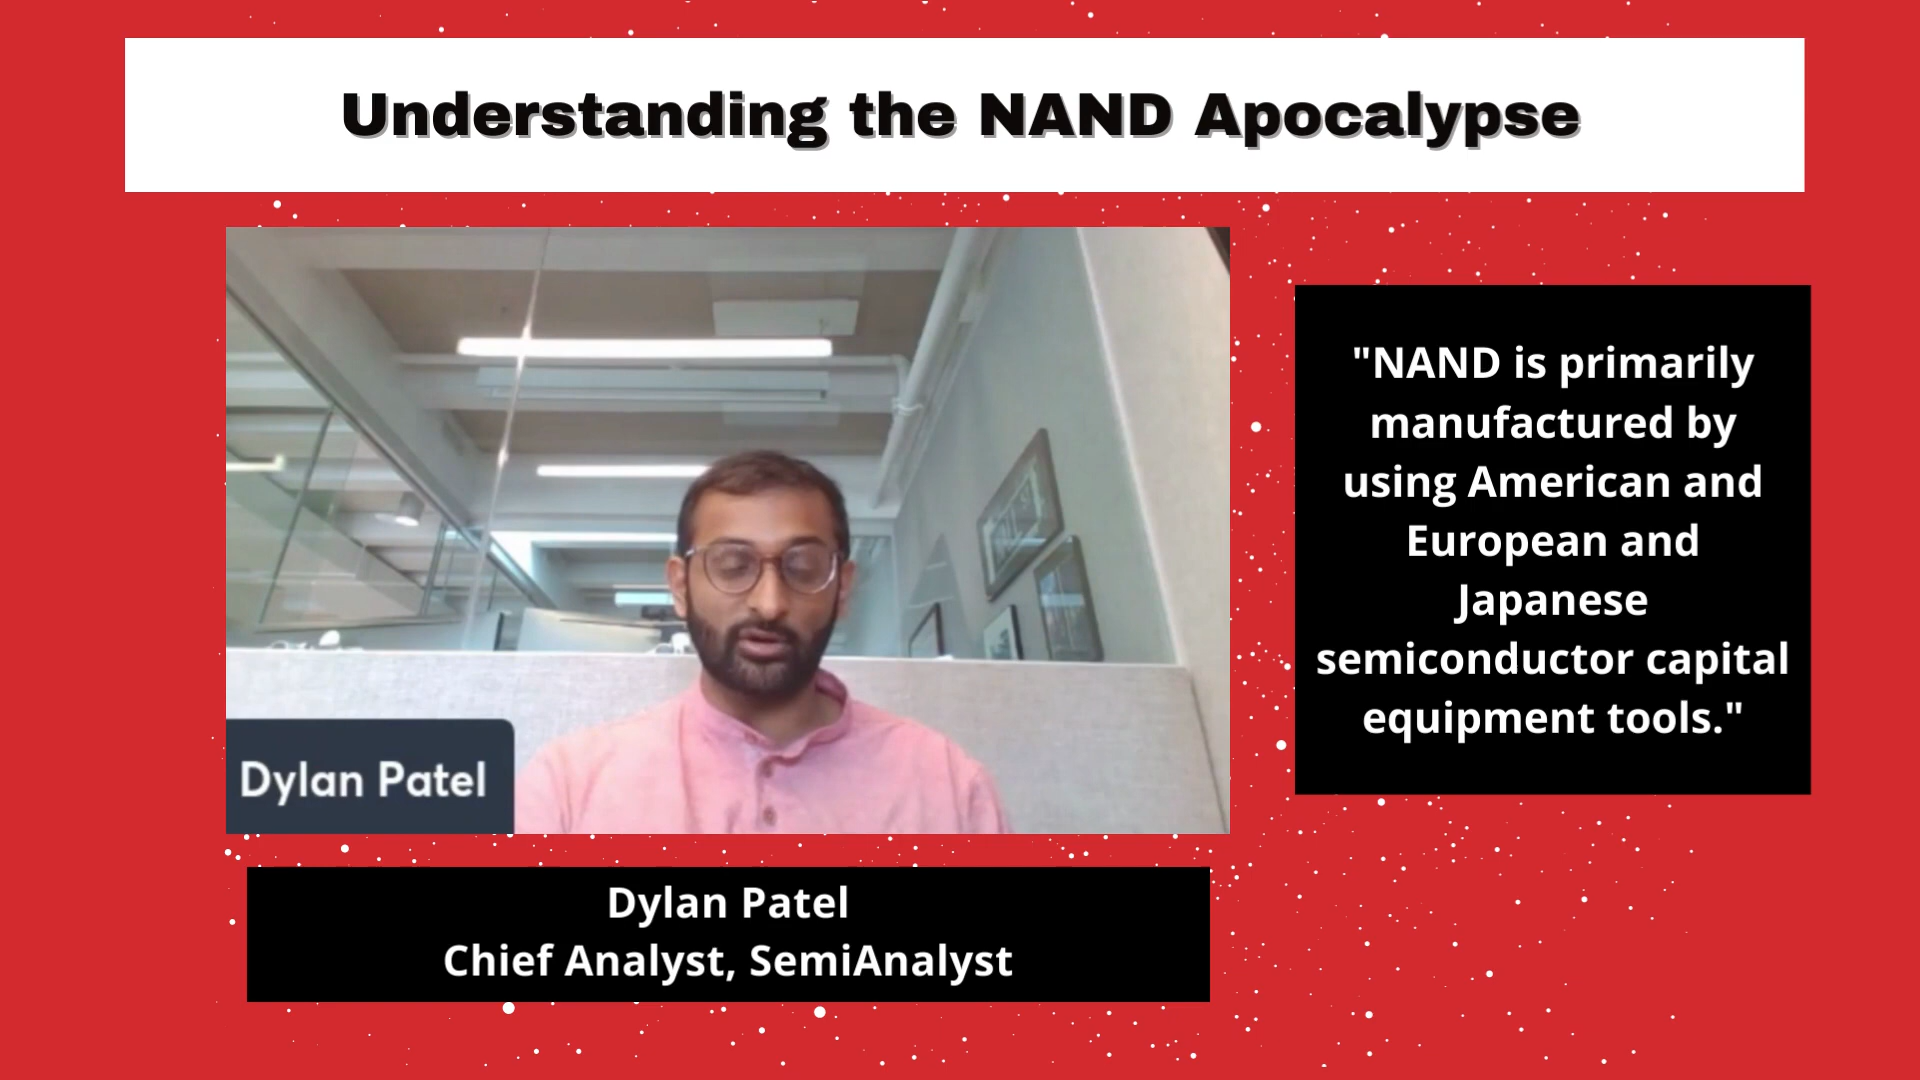 Understanding the NAND Apocalypse
"NAND is primarily
manufactured by
using American and
European and
Japanese
semiconductor capital
equipment tools."
Dylan Patel
Dylan Patel
Chief Analyst, SemiAnalyst